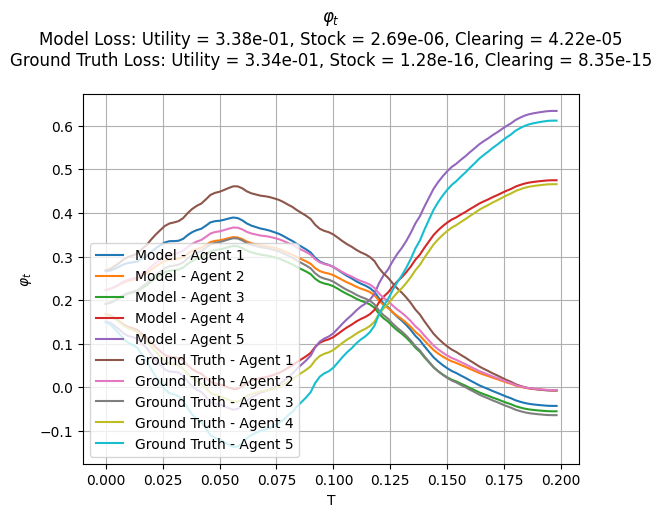 φₜ
Model Loss: Utility = 3.38e-01, Stock = 2.69e-06, Clearing = 4.22e-05
Ground Truth Loss: Utility = 3.34e-01, Stock = 1.28e-16, Clearing = 8.35e-15
0.6
0.5
0.4
0.3
0.2
0.1
0.0
−0.1
φₜ
Model - Agent 1
Model - Agent 2
Model - Agent 3
Model - Agent 4
Model - Agent 5
Ground Truth - Agent 1
Ground Truth - Agent 2
Ground Truth - Agent 3
Ground Truth - Agent 4
Ground Truth - Agent 5
0.000 0.025 0.050 0.075 0.100 0.125 0.150 0.175 0.200
T